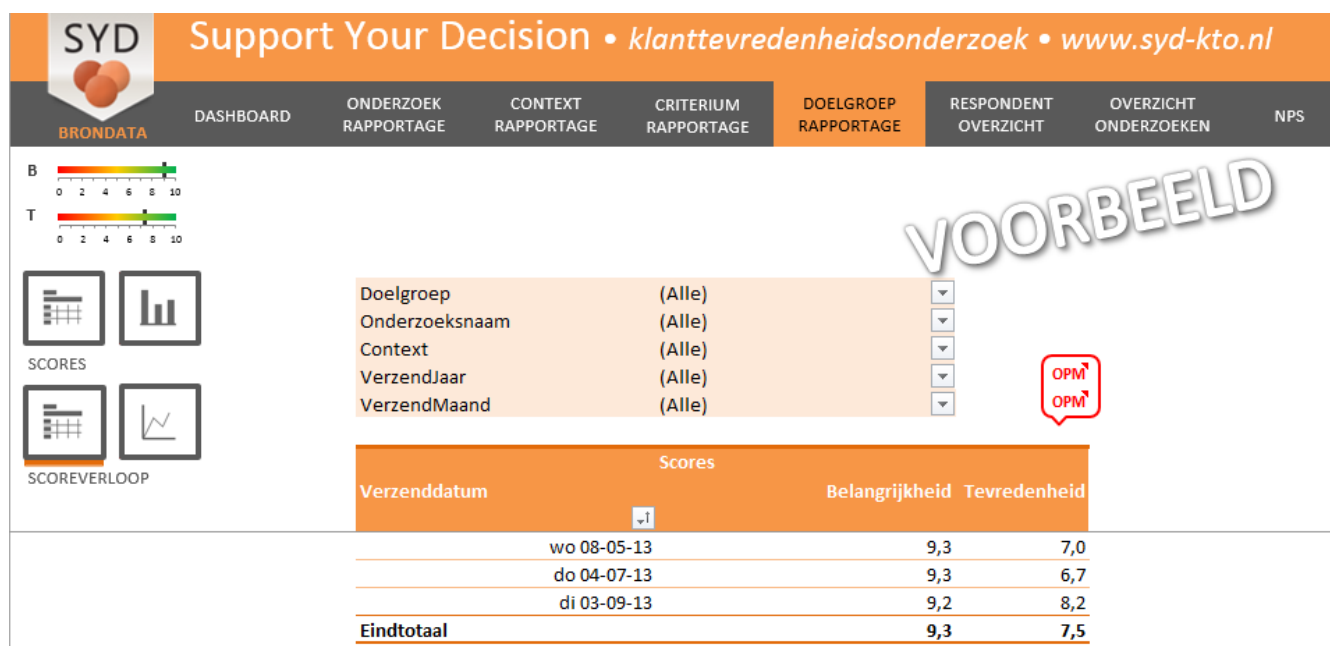 SYD
Support Your Decision • klanttevredenheidsonderzoek • www.syd-kto.nl
BRONDATA
DASHBOARD
ONDERZOEK
RAPPORTAGE
CONTEXT
RAPPORTAGE
CRITERIUM
RAPPORTAGE
DOELGROEP
RAPPORTAGE
RESPONDENT
OVERZICHT
OVERZICHT
ONDERZOEKEN
NPS
B
0 2 4 6 8 10
T
0 2 4 6 8 10
VOORBEELD
SCORES
SCOREVERLOOP
Doelgroep (Alle)
Onderzoeksnaam (Alle)
Context (Alle)
VerzendJaar (Alle)
VerzendMaand (Alle)
OPM
OPM
Scores
Verzenddatum Belangrijkheid Tevredenheid
wo 08-05-13 9,3 7,0
do 04-07-13 9,3 6,7
di 03-09-13 9,2 8,2
Eindtotaal 9,3 7,5